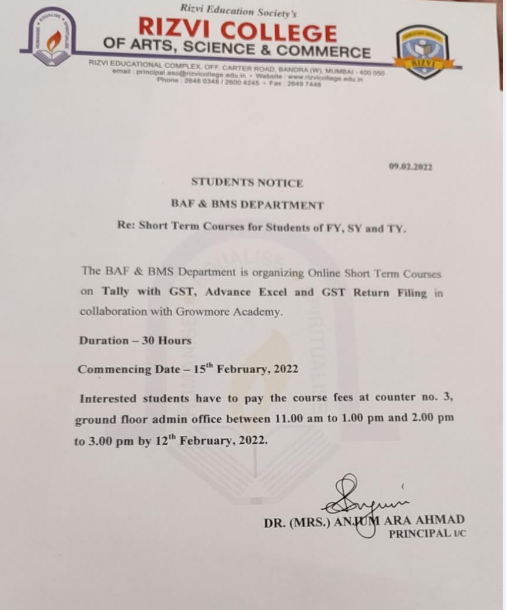 Rizvi Education Society's
RIZVI COLLEGE
OF ARTS, SCIENCE & COMMERCE
RIZVI EDUCATIONAL COMPLEX, OFF. CARTER ROAD, BANDRA (W), MUMBAI - 400 050
email : principal.asc@rizvicollege.edu.in • Website : www.rizvicollege.edu.in
Phone : 2648 0348 / 2600 4245 • Fax : 2649 7448
RIZVI
09.02.2022
STUDENTS NOTICE
BAF & BMS DEPARTMENT
Re: Short Term Courses for Students of FY, SY and TY.
The BAF & BMS Department is organizing Online Short Term Courses
on Tally with GST, Advance Excel and GST Return Filing in
collaboration with Growmore Academy.
Duration – 30 Hours
Commencing Date – 15th February, 2022
Interested students have to pay the course fees at counter no. 3,
ground floor admin office between 11.00 am to 1.00 pm and 2.00 pm
to 3.00 pm by 12th February, 2022.
DR. (MRS.) ANJUM ARA AHMAD
PRINCIPAL I/C